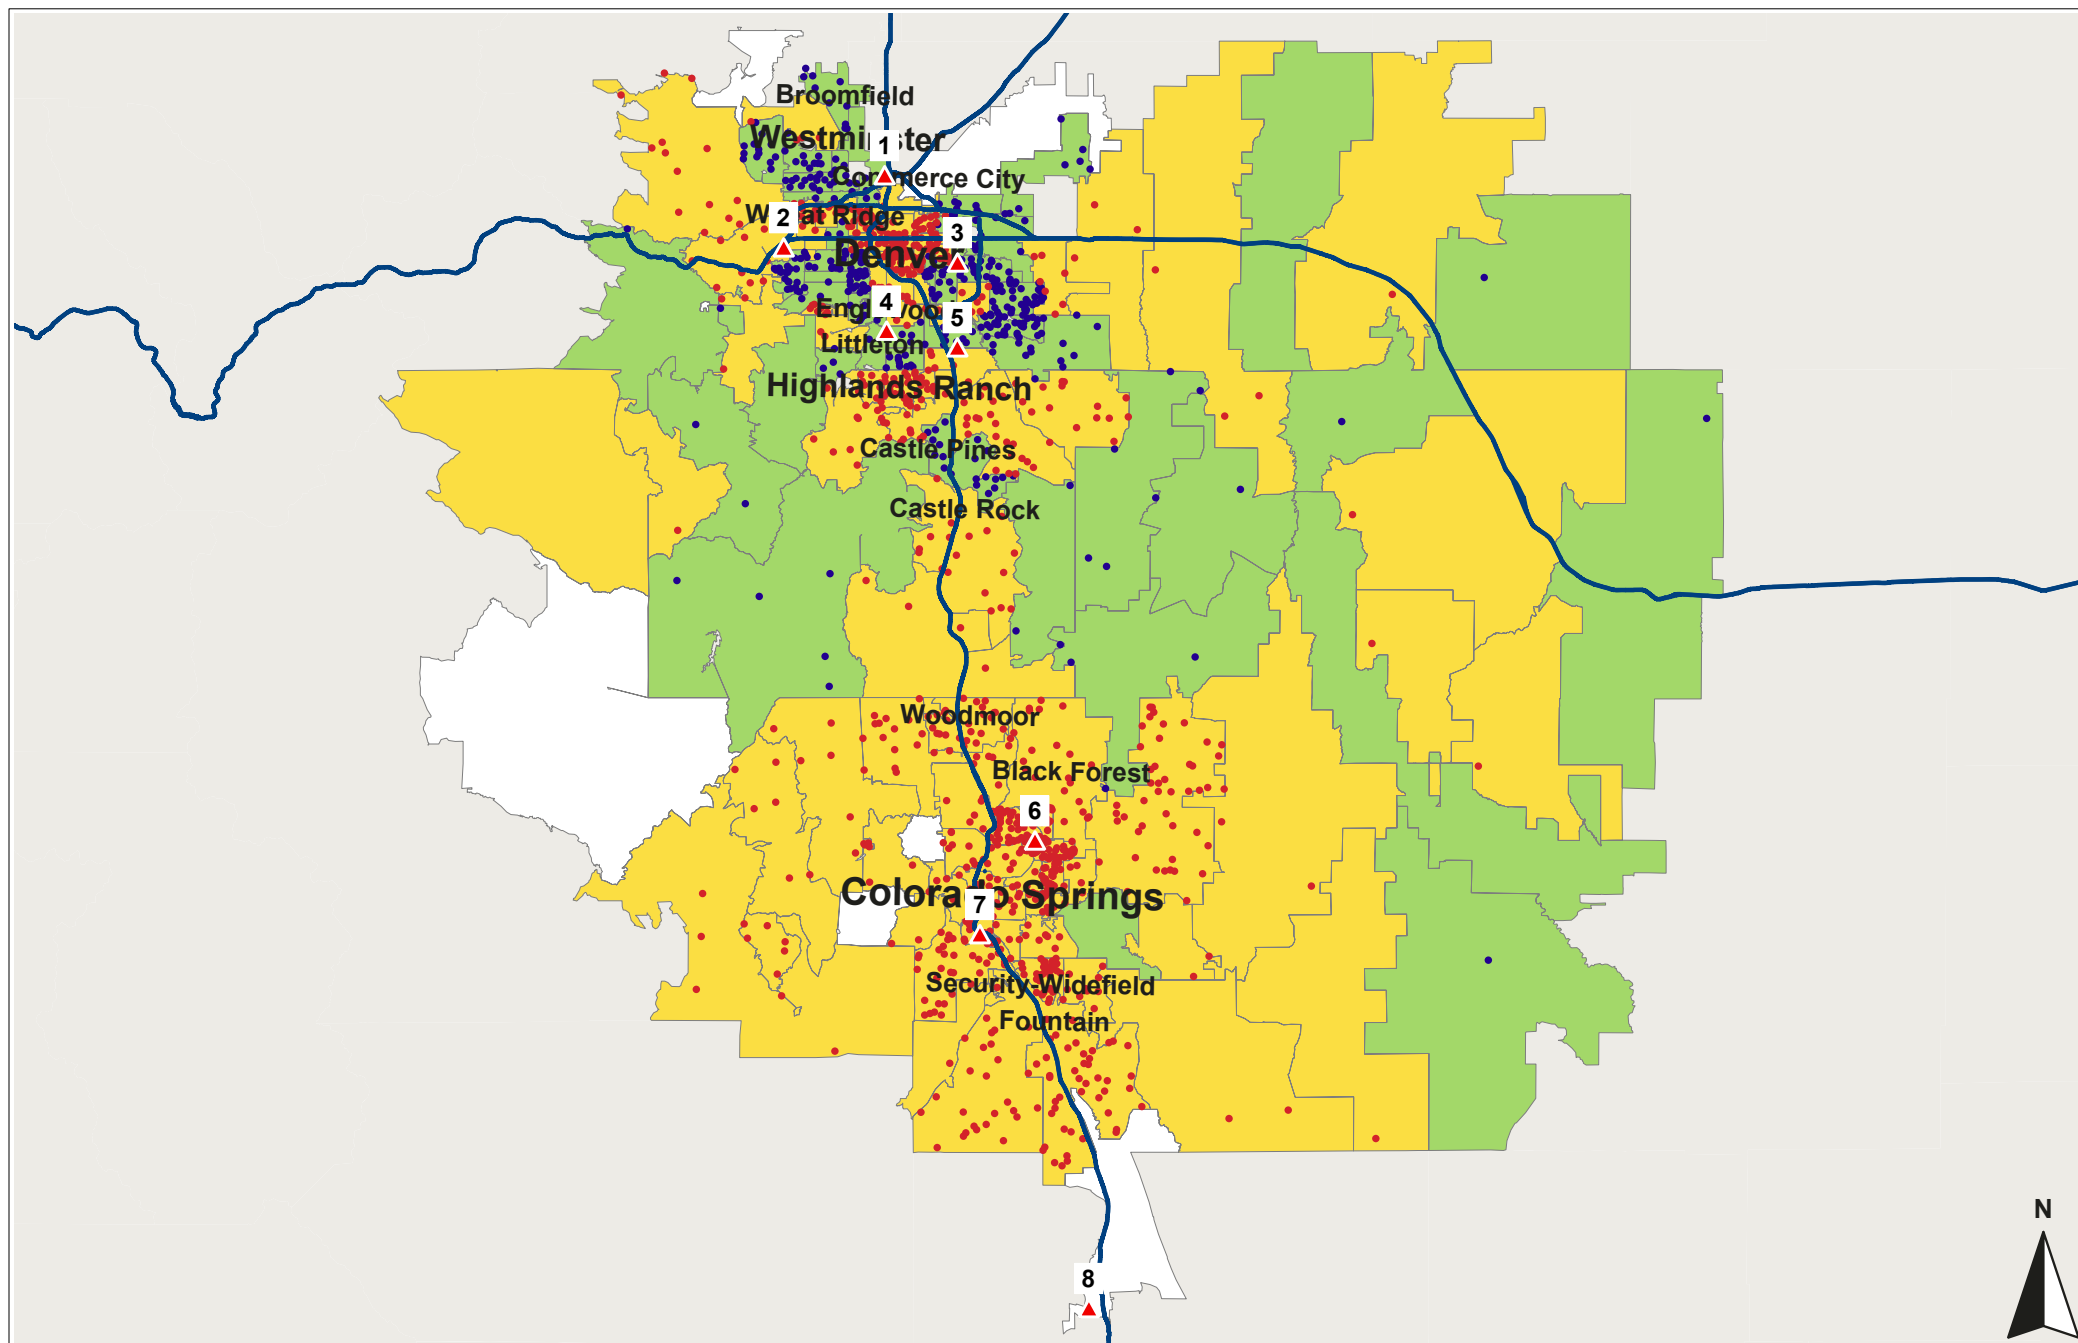 Broomfield
Westminster
1
Commerce City
2
Wheat Ridge
3
Denver
4
Englewood
5
Littleton
Highlands Ranch
Castle Pines
Castle Rock
Woodmoor
Black Forest
6
Colorado Springs
7
Security-Widefield
Fountain
N
8